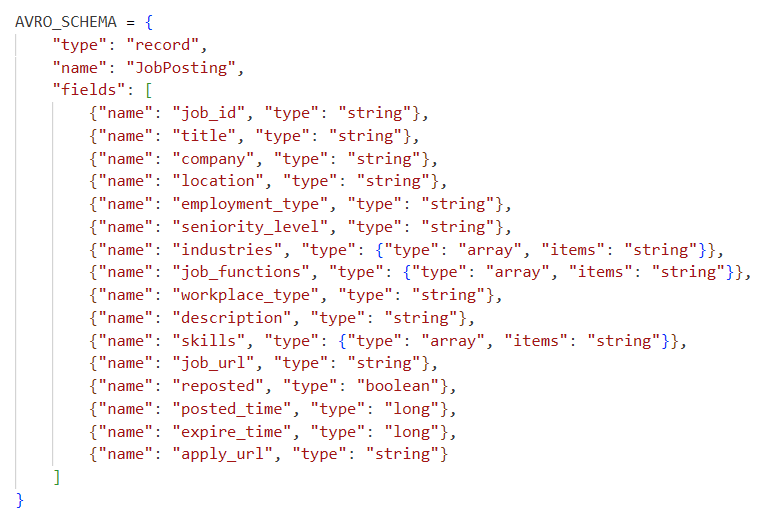 AVRO_SCHEMA = {
    "type": "record",
    "name": "JobPosting",
    "fields": [
        {"name": "job_id", "type": "string"},
        {"name": "title", "type": "string"},
        {"name": "company", "type": "string"},
        {"name": "location", "type": "string"},
        {"name": "employment_type", "type": "string"},
        {"name": "seniority_level", "type": "string"},
        {"name": "industries", "type": {"type": "array", "items": "string"}},
        {"name": "job_functions", "type": {"type": "array", "items": "string"}},
        {"name": "workplace_type", "type": "string"},
        {"name": "description", "type": "string"},
        {"name": "skills", "type": {"type": "array", "items": "string"}},
        {"name": "job_url", "type": "string"},
        {"name": "reposted", "type": "boolean"},
        {"name": "posted_time", "type": "long"},
        {"name": "expire_time", "type": "long"},
        {"name": "apply_url", "type": "string"}
    ]
}